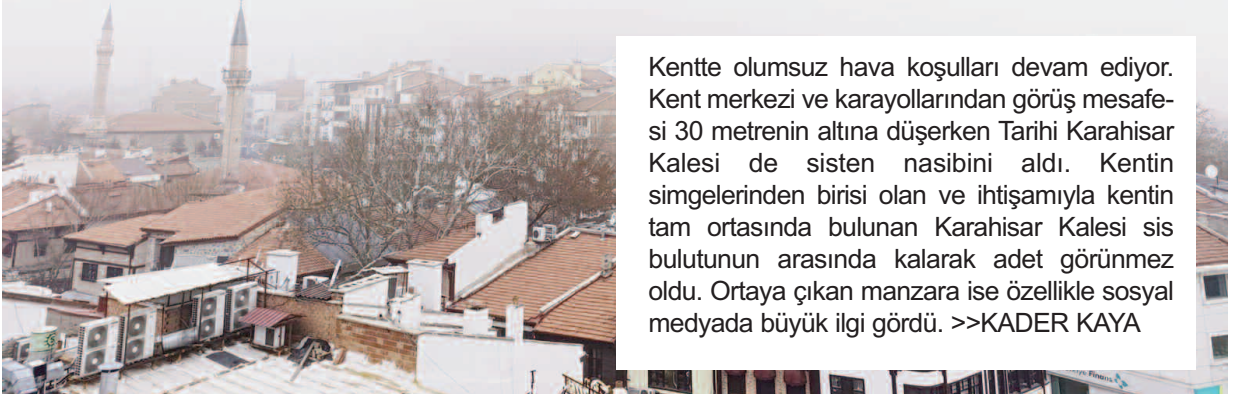 Kentte olumsuz hava koşulları devam ediyor.
Kent merkezi ve karayollarından görüş mesafe-
si 30 metrenin altına düşerken Tarihi Karahisar
Kalesi de sisten nasibini aldı. Kentin
simgelerinden birisi olan ve ihtişamıyla kentin
tam ortasında bulunan Karahisar Kalesi sis
bulutunun arasında kalarak adet görünmez
oldu. Ortaya çıkan manzara ise özellikle sosyal
medyada büyük ilgi gördü. >>KADER KAYA
Finans